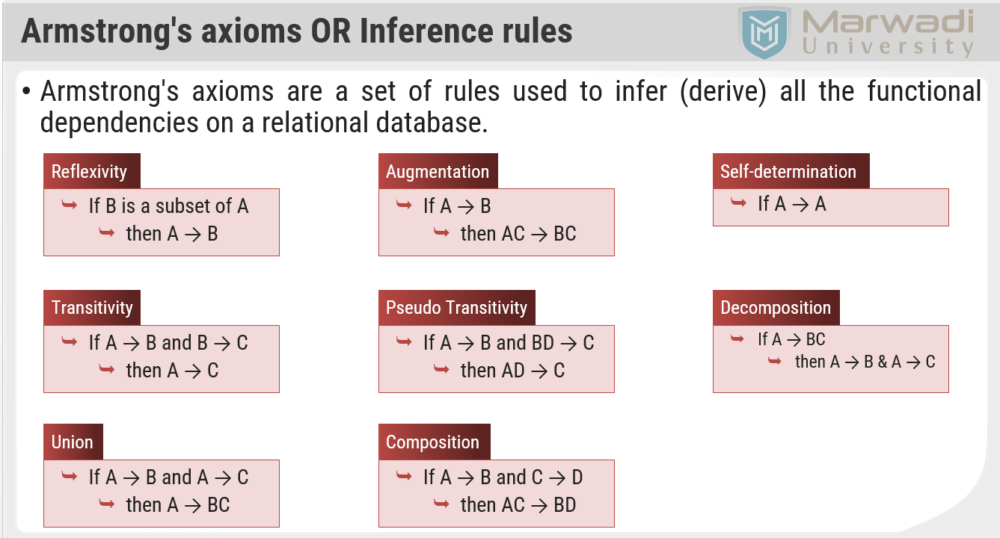 Armstrong's axioms OR Inference rules
Marwadi
University
• Armstrong's axioms are a set of rules used to infer (derive) all the functional
dependencies on a relational database.
Reflexivity
If B is a subset of A
then A → B
Augmentation
If A → B
then AC → BC
Self-determination
If A → A
Transitivity
If A → B and B → C
then A → C
Pseudo Transitivity
If A → B and BD → C
then AD → C
Decomposition
If A → BC
then A → B & A → C
Union
If A → B and A → C
then A → BC
Composition
If A → B and C → D
then AC → BD